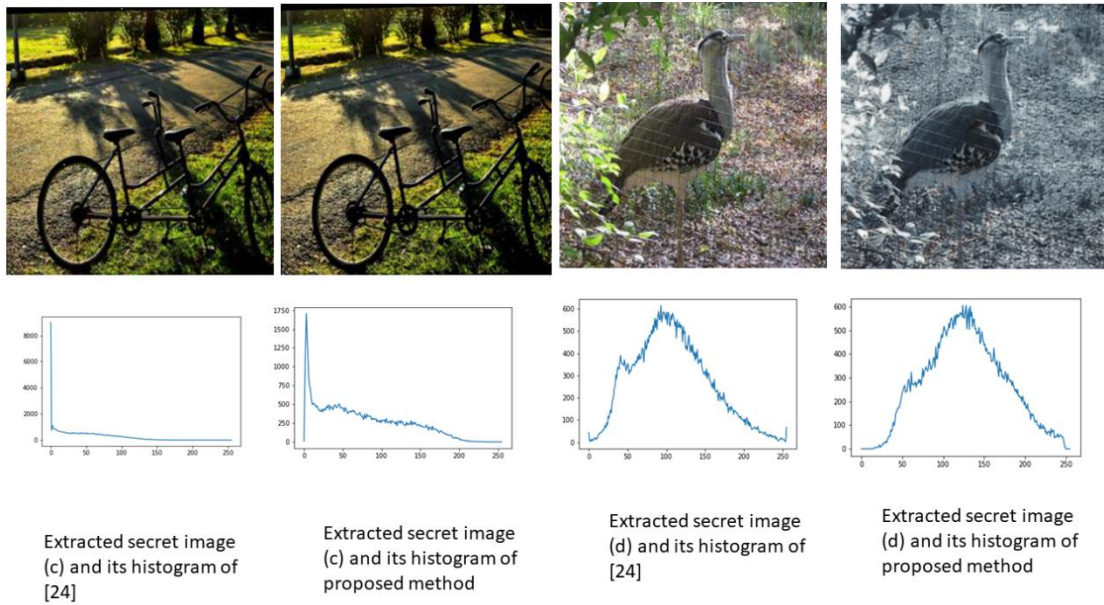 8000
6000
4000
2000
0
0 50 100 150 200 250
1750
1500
1250
1000
750
500
250
0
0 50 100 150 200 250
600
500
400
300
200
100
0
0 50 100 150 200 250
600
500
400
300
200
100
0
0 50 100 150 200 250
Extracted secret image
(c) and its histogram of
[24]
Extracted secret image
(c) and its histogram of
proposed method
Extracted secret image
(d) and its histogram of
[24]
Extracted secret image
(d) and its histogram of
proposed method